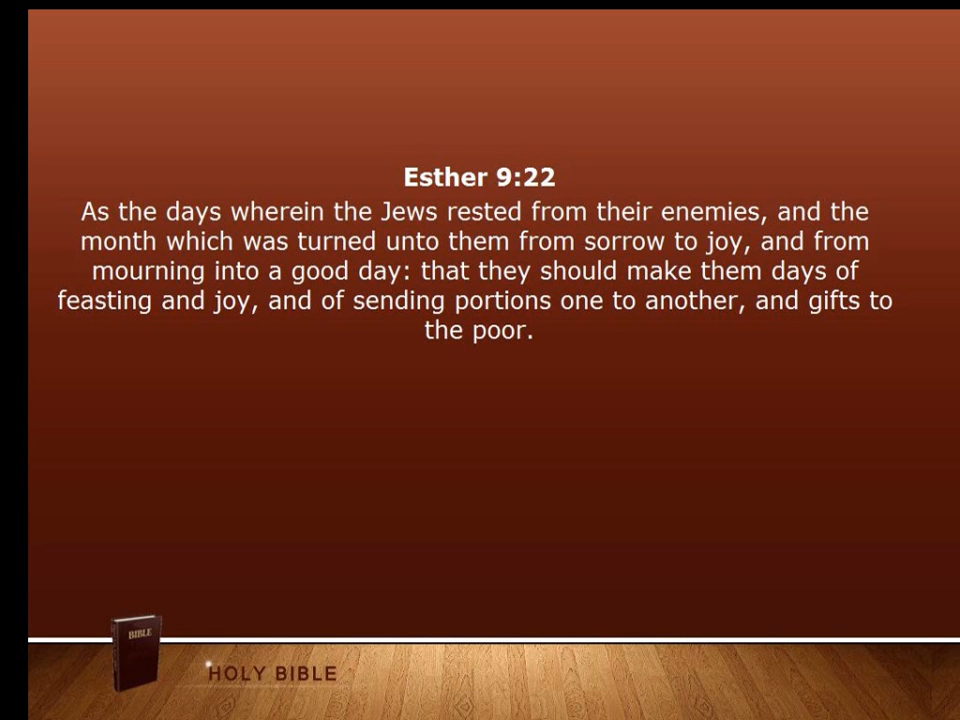 Esther 9:22
As the days wherein the Jews rested from their enemies, and the
month which was turned unto them from sorrow to joy, and from
mourning into a good day: that they should make them days of
feasting and joy, and of sending portions one to another, and gifts to
the poor.
BIBLE
HOLY BIBLE